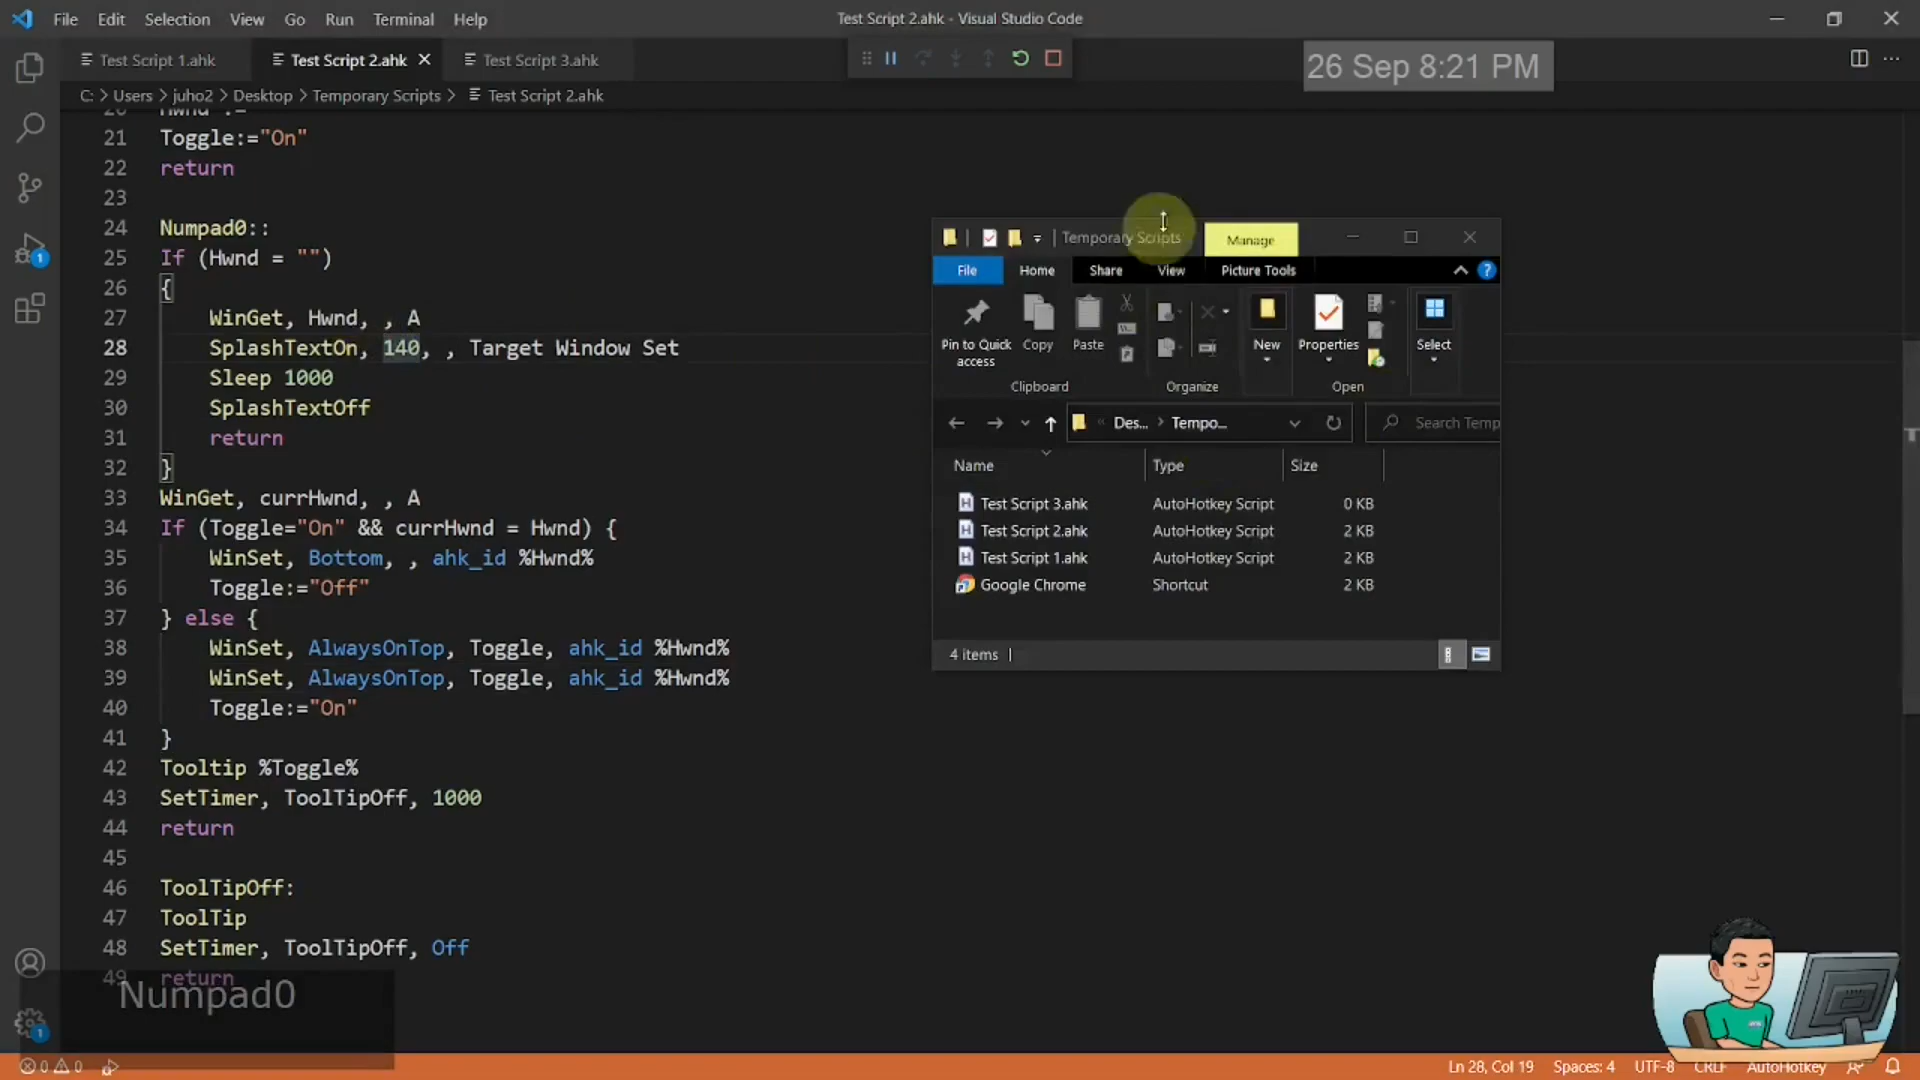 File Edit Selection View Go Run Terminal Help
Test Script 2.ahk - Visual Studio Code
Test Script 1.ahk
Test Script 2.ahk
Test Script 3.ahk
26 Sep 8:21 PM
C: > Users > juho2 > Desktop > Temporary Scripts > Test Script 2.ahk
20 Hwnd :=
21 Toggle:="On"
22 return
23
24 Numpad0::
25 If (Hwnd = "")
26 {
27 WinGet, Hwnd, , A
28 SplashTextOn, 140, , Target Window Set
29 Sleep 1000
30 SplashTextOff
31 return
32 }
33 WinGet, currHwnd, , A
34 If (Toggle="On" && currHwnd = Hwnd) {
35 WinSet, Bottom, , ahk_id %Hwnd%
36 Toggle:="Off"
37 } else {
38 WinSet, AlwaysOnTop, Toggle, ahk_id %Hwnd%
39 WinSet, AlwaysOnTop, Toggle, ahk_id %Hwnd%
40 Toggle:="On"
41 }
42 Tooltip %Toggle%
43 SetTimer, ToolTipOff, 1000
44 return
45
46 ToolTipOff:
47 ToolTip
48 SetTimer, ToolTipOff, Off
49 return
Temporary Scripts
Manage
File Home Share View Picture Tools
Pin to Quick access
Copy
Paste
New
Properties
Select
Clipboard
Organize
Open
Des... > Tempo...
Search Temp
Name Type Size
Test Script 3.ahk AutoHotkey Script 0 KB
Test Script 2.ahk AutoHotkey Script 2 KB
Test Script 1.ahk AutoHotkey Script 2 KB
Google Chrome Shortcut 2 KB
4 items
Numpad0
1
1
0 0
Ln 28, Col 19 Spaces: 4 UTF-8 CRLF AutoHotkey